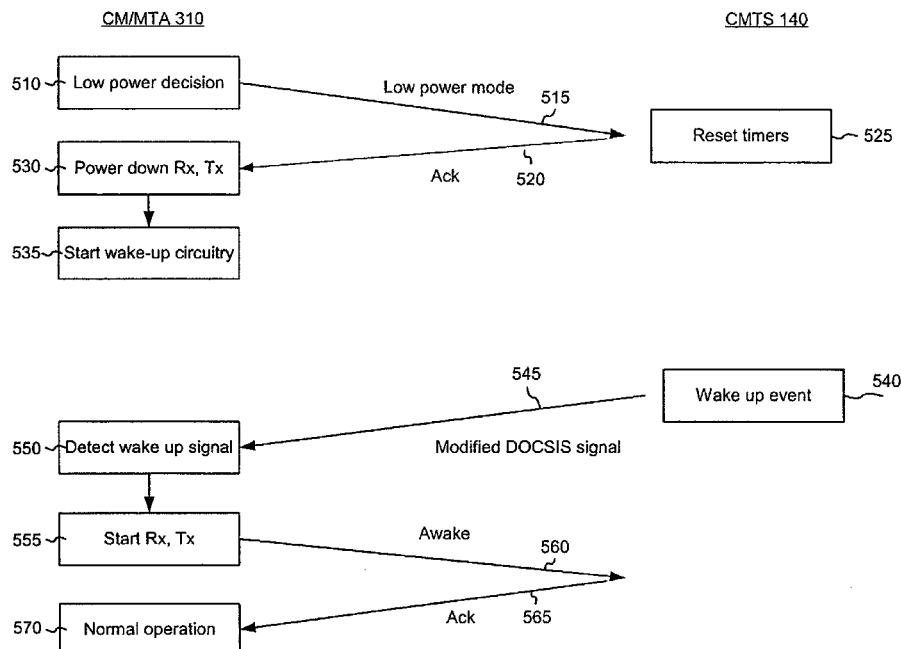 CM/MTA 310
CMTS 140
510
Low power decision
Low power mode
515
Reset timers
525
530
Power down Rx, Tx
Ack
520
535
Start wake-up circuitry
545
Wake up event
540
550
Detect wake up signal
Modified DOCSIS signal
555
Start Rx, Tx
Awake
560
570
Normal operation
Ack
565